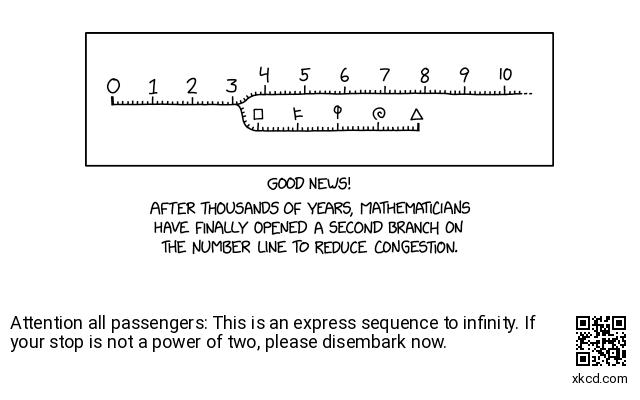 0 1 2 3 4 5 6 7 8 9 10
GOOD NEWS!
AFTER THOUSANDS OF YEARS, MATHEMATICIANS
HAVE FINALLY OPENED A SECOND BRANCH ON
THE NUMBER LINE TO REDUCE CONGESTION.
Attention all passengers: This is an express sequence to infinity. If
your stop is not a power of two, please disembark now.
xkcd.com